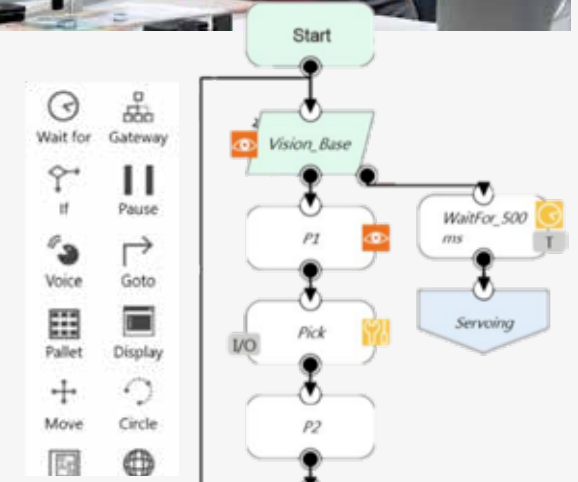 Start
Wait for Gateway
Vision_Base
If Pause
P1
WaitFor_500
ms
T
Voice Goto
Pick
I/O
Servoing
Pallet Display
Move Circle
P2